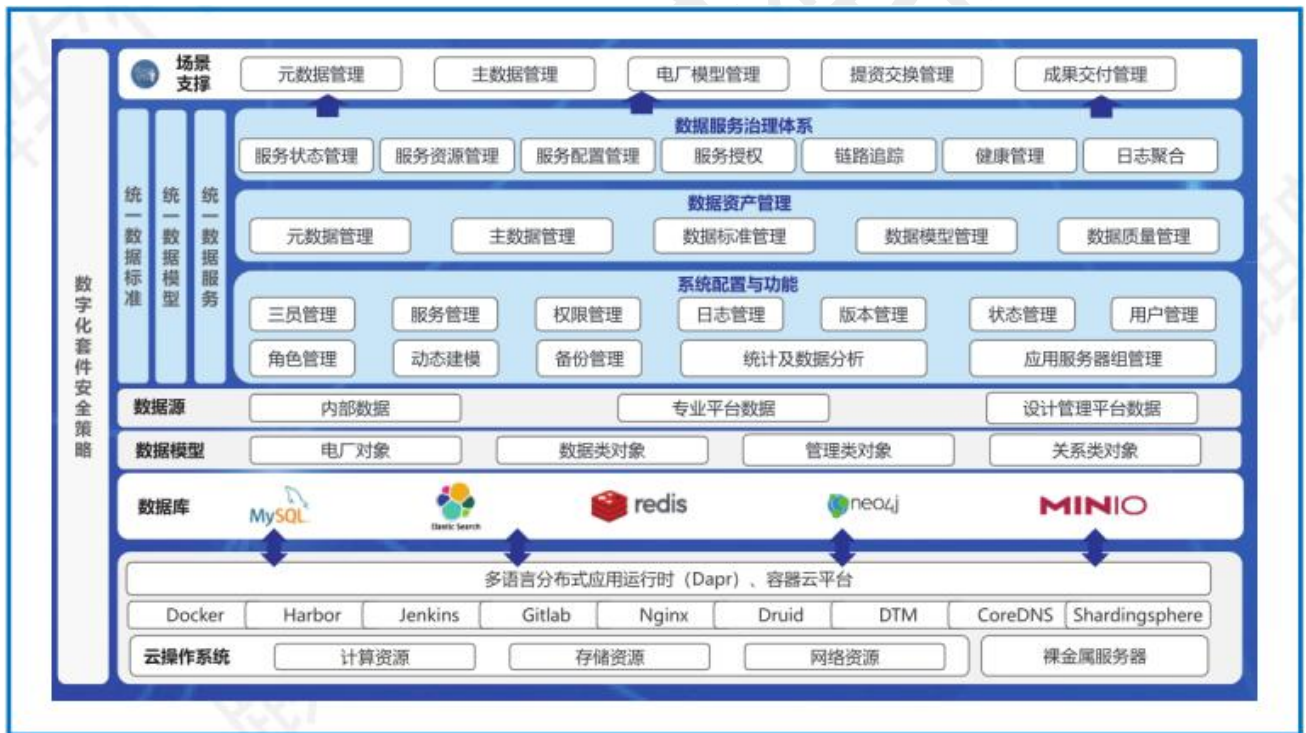 场景
支撑
元数据管理 主数据管理 电厂模型管理 提资交换管理 成果交付管理
数字化套件安全策略
统一数据标准
统一数据模型
统一数据服务
数据服务治理体系
服务状态管理 服务资源管理 服务配置管理 服务授权 链路追踪 健康管理 日志聚合
数据资产管理
元数据管理 主数据管理 数据标准管理 数据模型管理 数据质量管理
系统配置与功能
三员管理 服务管理 权限管理 日志管理 版本管理 状态管理 用户管理
角色管理 动态建模 备份管理 统计及数据分析 应用服务器组管理
数据源 内部数据 专业平台数据 设计管理平台数据
数据模型 电厂对象 数据类对象 管理类对象 关系类对象
数据库 MySQL Elastic Search redis neo4j MINIO
多语言分布式应用运行时（Dapr）、容器云平台
Docker Harbor Jenkins Gitlab Nginx Druid DTM CoreDNS Shardingsphere
云操作系统 计算资源 存储资源 网络资源 裸金属服务器